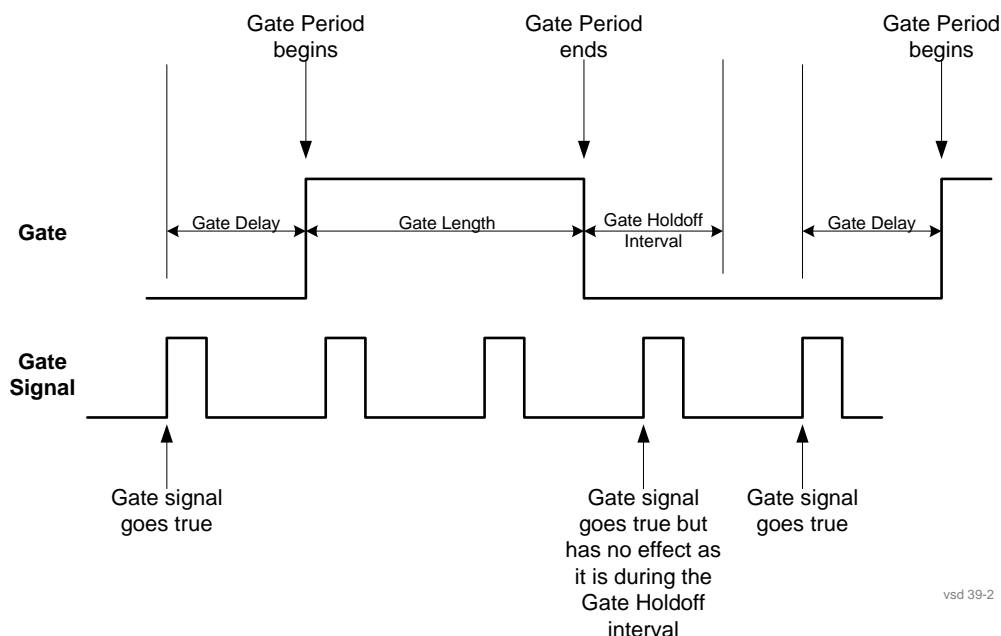 Gate Period
begins
Gate Period
ends
Gate Period
begins
Gate
Gate Delay
Gate Length
Gate Holdoff
Interval
Gate Delay
Gate
Signal
Gate signal
goes true
Gate signal
goes true but
has no effect as
it is during the
Gate Holdoff
interval
Gate signal
goes true
vsd 39-2